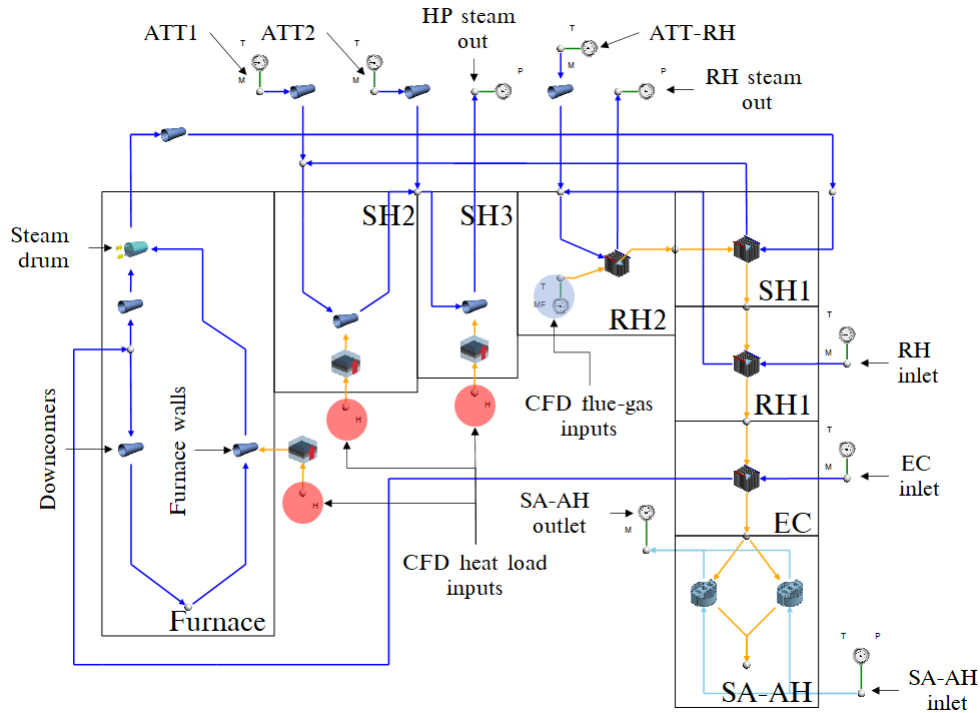 HP steam
out
ATT1
ATT2
ATT-RH
RH steam
out
T
M
T
M
P
T
M
P
SH2
SH3
Steam
drum
SH1
T
MF
RH2
T
M
RH
inlet
CFD flue-gas
inputs
RH1
H
H
Downcomers
Furnace walls
T
M
EC
inlet
SA-AH
outlet
M
H
EC
CFD heat load
inputs
Furnace
T P
SA-AH
SA-AH
inlet